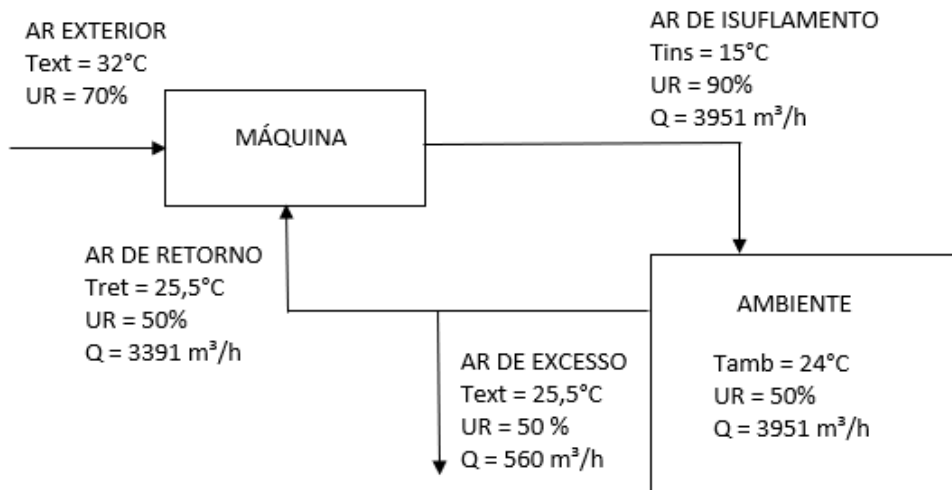 AR EXTERIOR
Text = 32°C
UR = 70%
MÁQUINA
AR DE ISUFLAMENTO
Tins = 15°C
UR = 90%
Q = 3951 m³/h
AR DE RETORNO
Tret = 25,5°C
UR = 50%
Q = 3391 m³/h
AR DE EXCESSO
Text = 25,5°C
UR = 50 %
Q = 560 m³/h
AMBIENTE
Tamb = 24°C
UR = 50%
Q = 3951 m³/h